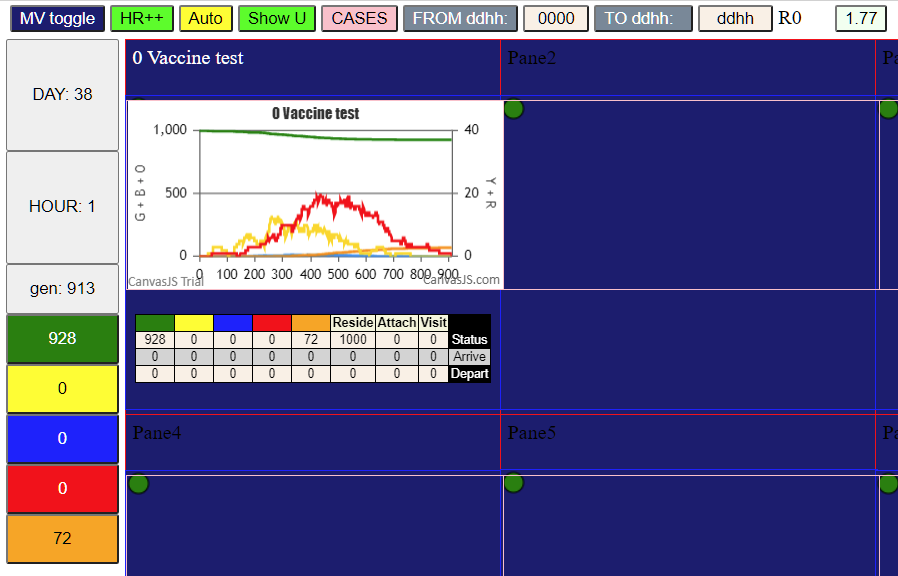 MV toggle HR++ Auto Show U CASES FROM ddhh: 0000 TO ddhh: ddhh R0 1.77
DAY: 38
HOUR: 1
gen: 913
928
0
0
0
72
0 Vaccine test Pane2
0 Vaccine test
1,000 40
500 20
0 0
G + B + O
Y + R
0 100 200 300 400 500 600 700 800 900
CanvasJS Trial CanvasJS.com
Reside Attach Visit
928 0 0 0 72 1000 0 0 Status
0 0 0 0 0 0 0 0 Arrive
0 0 0 0 0 0 0 0 Depart
Pane4 Pane5